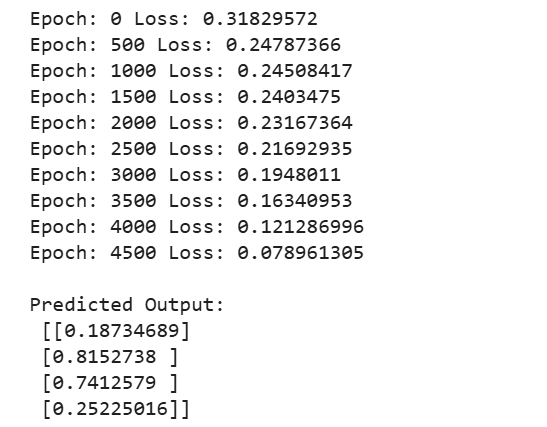 Epoch: 0 Loss: 0.31829572
Epoch: 500 Loss: 0.24787366
Epoch: 1000 Loss: 0.24508417
Epoch: 1500 Loss: 0.2403475
Epoch: 2000 Loss: 0.23167364
Epoch: 2500 Loss: 0.21692935
Epoch: 3000 Loss: 0.1948011
Epoch: 3500 Loss: 0.16340953
Epoch: 4000 Loss: 0.121286996
Epoch: 4500 Loss: 0.078961305
Predicted Output:
[[0.18734689]
[0.8152738 ]
[0.7412579 ]
[0.25225016]]